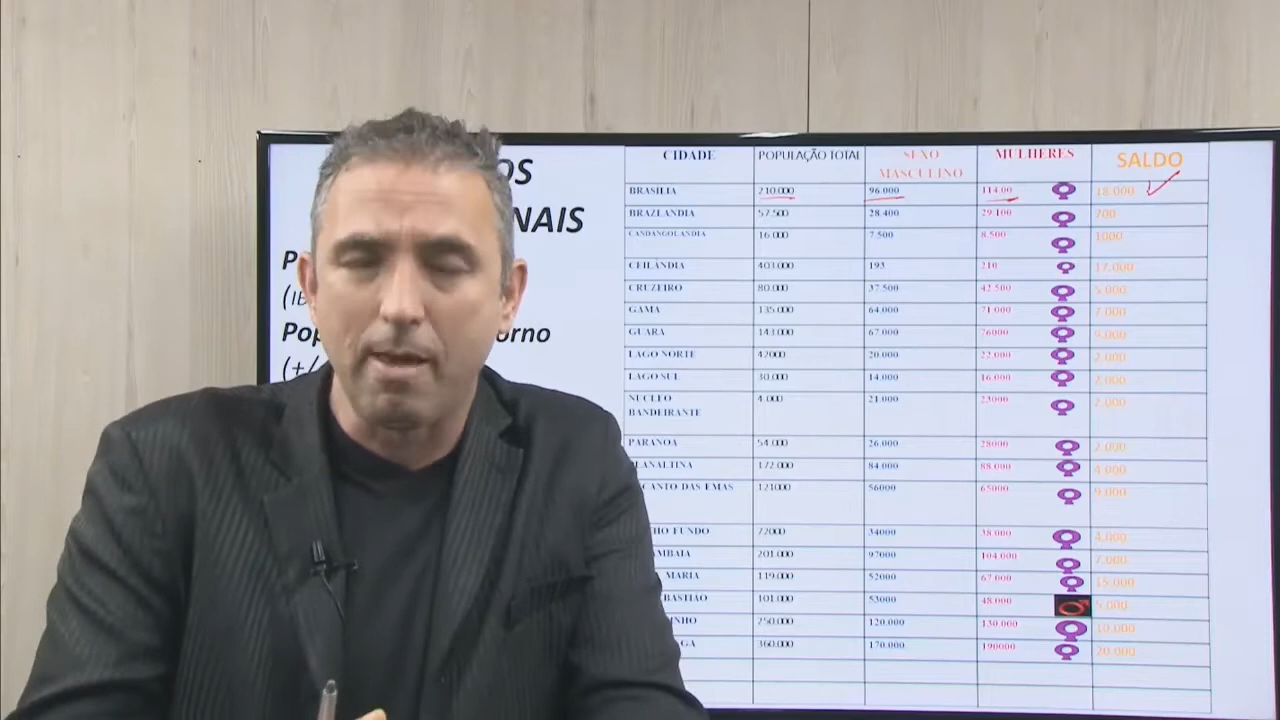 OS
NAIS
P
(IB
Pop orno
(+/
CIDADE POPULAÇÃO TOTAL SEXO MASCULINO MULHERES SALDO
BRASILIA 210.000 96.000 114.00 18.000
BRAZLANDIA 57.500 28.400 29.100 700
CANDANGOLANDIA 16.000 7.500 8.500 1000
CEILÂNDIA 403.000 193 210 17.000
CRUZEIRO 80.000 37.500 42.500 5.000
GAMA 135.000 64.000 71.000 7.000
GUARA 143.000 67.000 76000 9.000
LAGO NORTE 42000 20.000 22.000 2.000
LAGO SUL 30.000 14.000 16.000 2.000
NUCLEO BANDEIRANTE 4.000 21.000 23000 2.000
PARANOA 54.000 26.000 28000 2.000
LANALTINA 172.000 84.000 88.000 4.000
CANTO DAS EMAS 121000 56000 65000 9.000
HO FUNDO 72000 34000 38.000 4.000
MBAIA 201.000 97000 104.000 7.000
MARIA 119.000 52000 67.000 15.000
BASTIÃO 101.000 53000 48.000 5.000
INHO 250.000 120.000 130.000 10.000
GA 360.000 170.000 190000 20.000